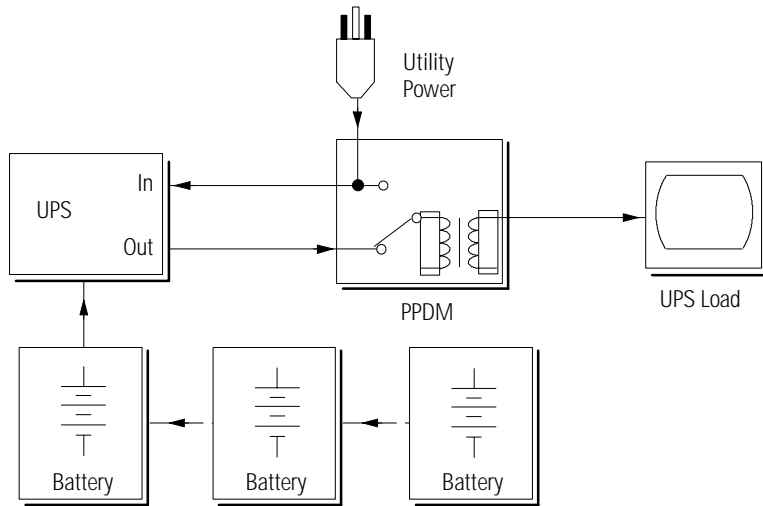 Utility
Power
In
UPS
Out
PPDM
UPS Load
Battery
Battery
Battery